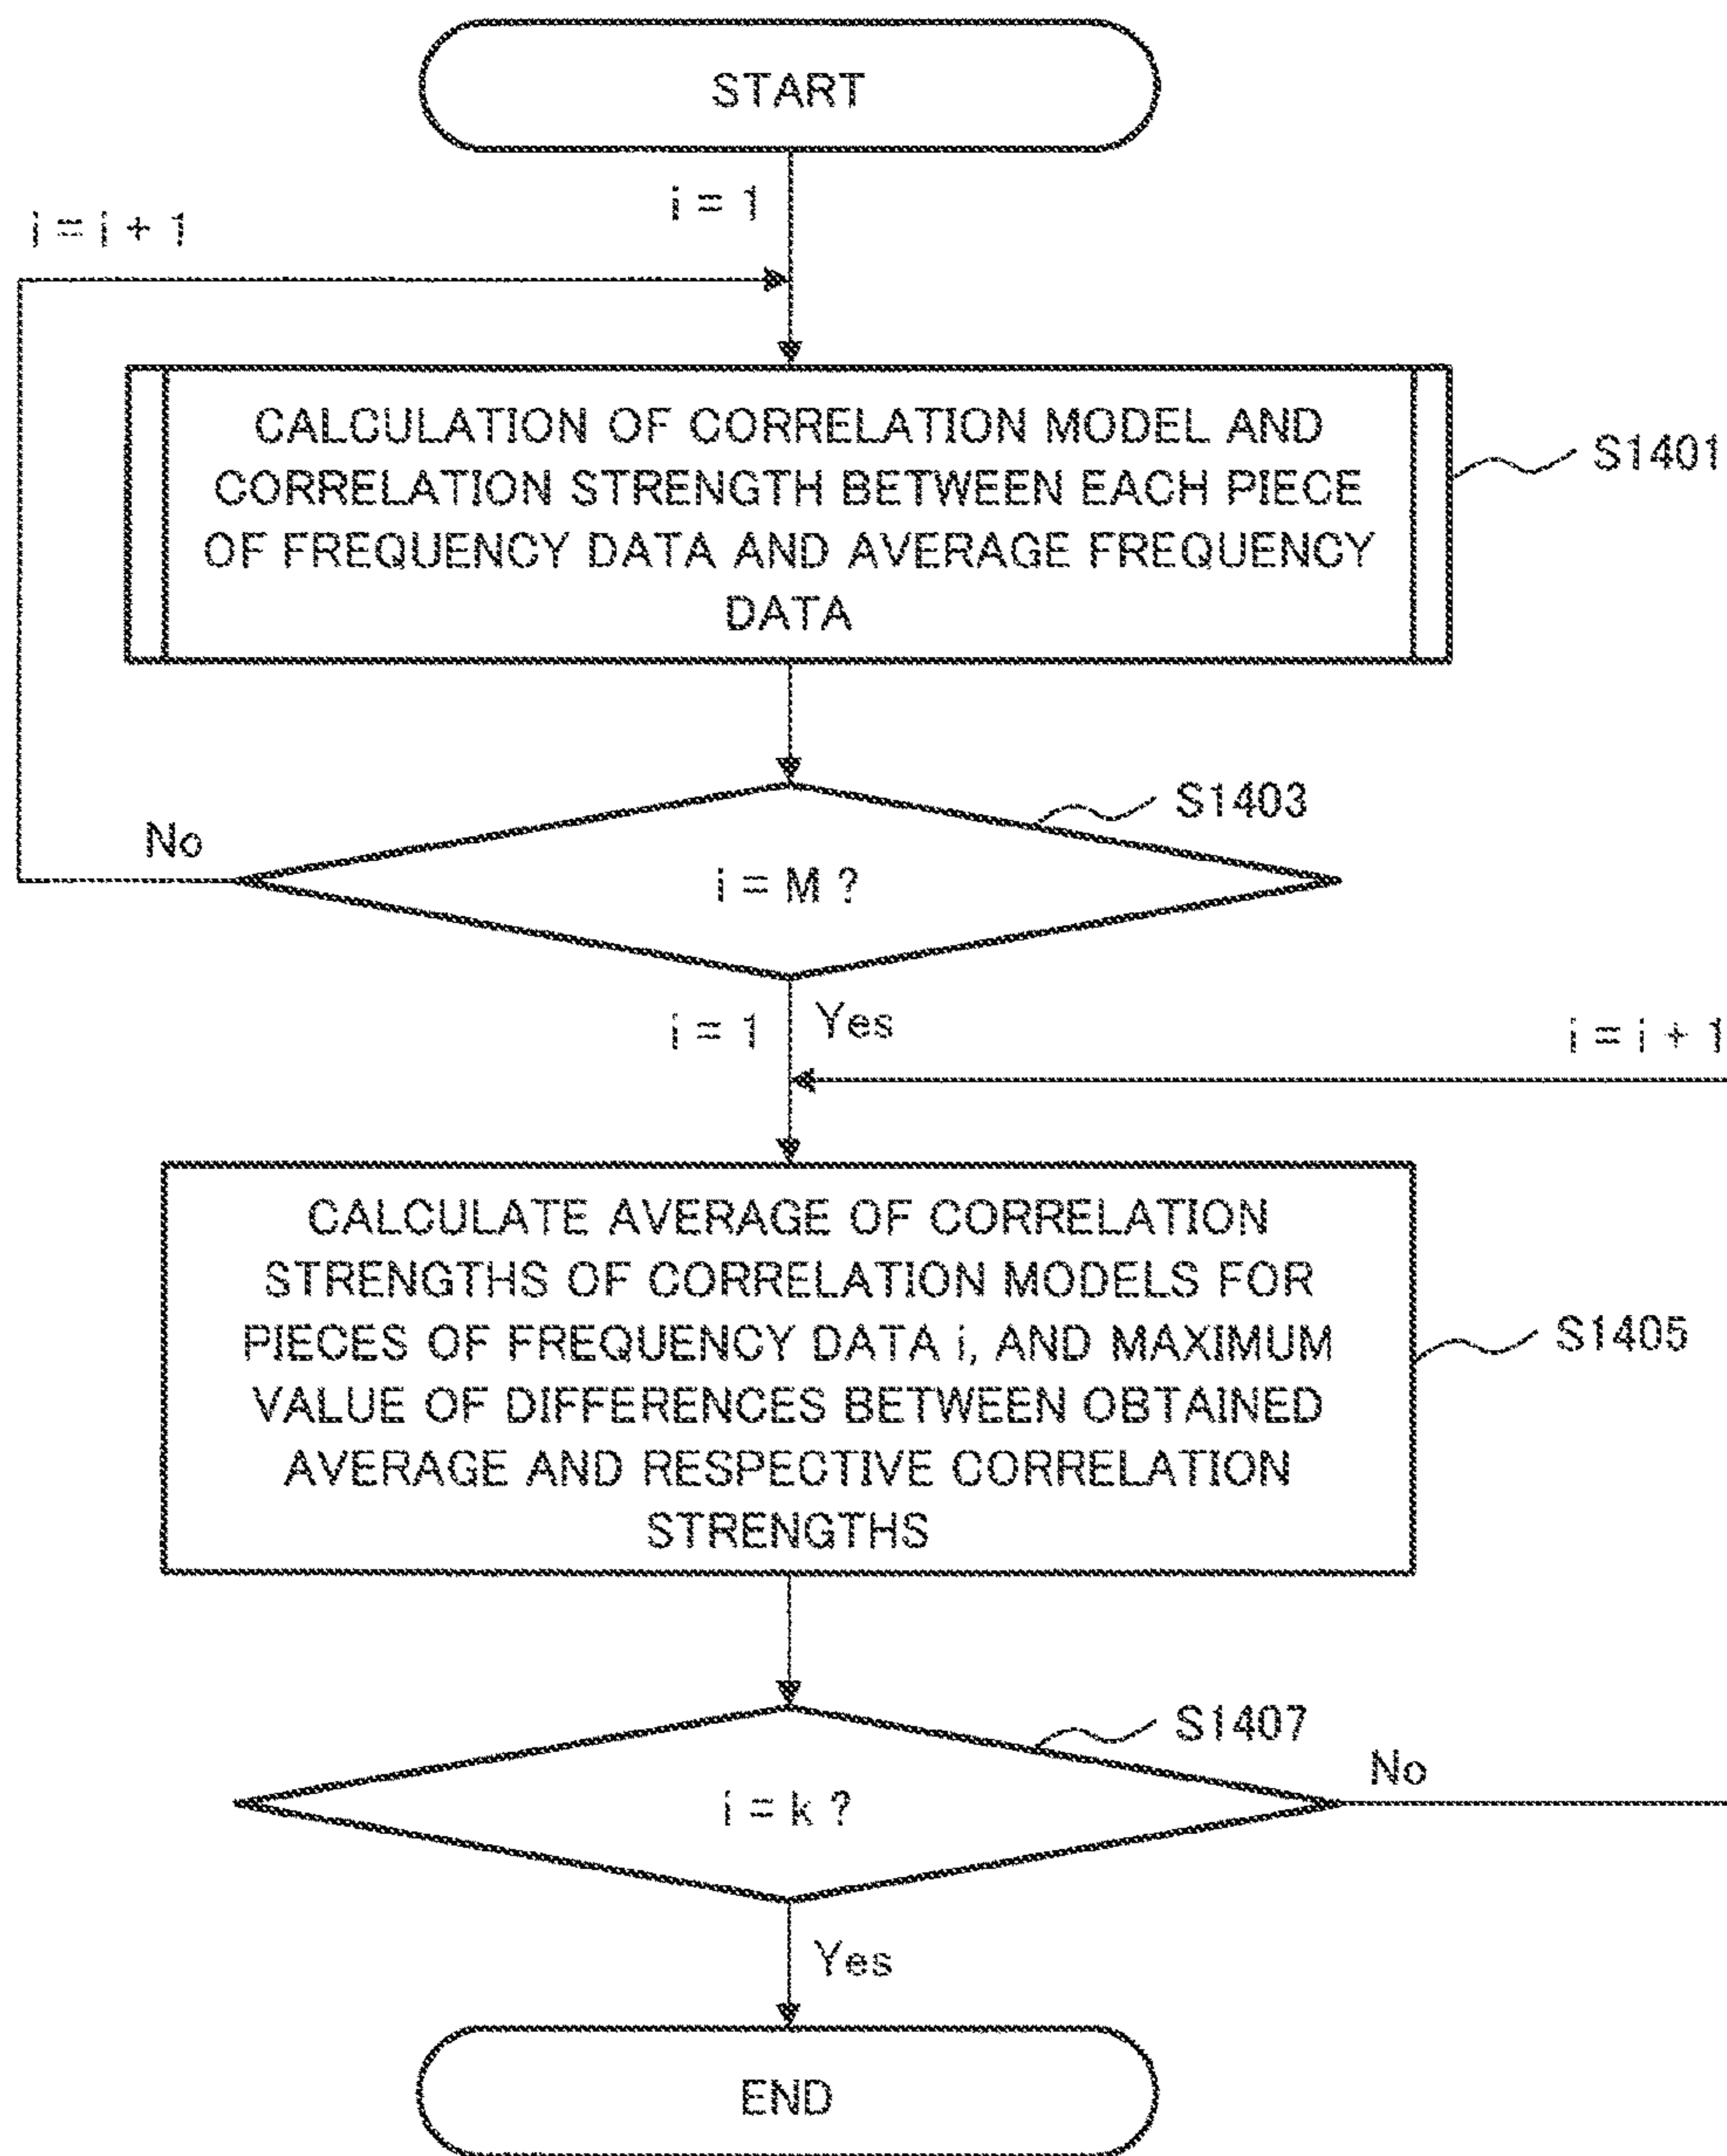 START
i = 1
i = i + 1
CALCULATION OF CORRELATION MODEL AND
CORRELATION STRENGTH BETWEEN EACH PIECE
OF FREQUENCY DATA AND AVERAGE FREQUENCY
DATA
S1401
S1403
No
i = M ?
i = 1
Yes
i = i + 1
CALCULATE AVERAGE OF CORRELATION
STRENGTHS OF CORRELATION MODELS FOR
PIECES OF FREQUENCY DATA i, AND MAXIMUM
VALUE OF DIFFERENCES BETWEEN OBTAINED
AVERAGE AND RESPECTIVE CORRELATION
STRENGTHS
S1405
S1407
No
i = k ?
Yes
END